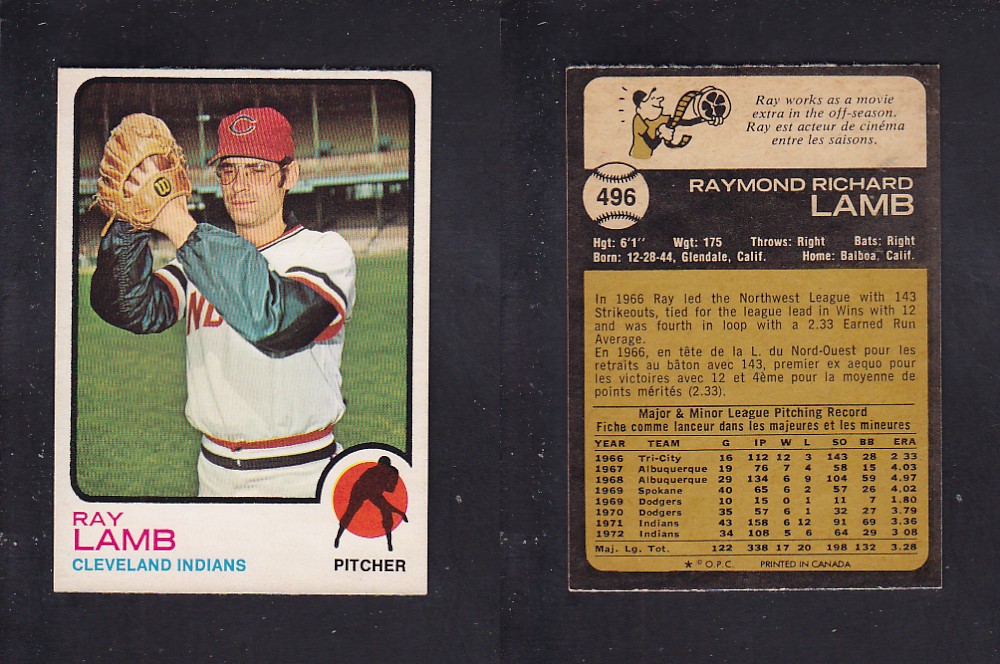 C
W
ND
RAY
LAMB
CLEVELAND INDIANS
PITCHER
Ray works as a movie
extra in the off-season.
Ray est acteur de cinéma
entre les saisons.
496
RAYMOND RICHARD
LAMB
Hgt: 6'1" Wgt: 175 Throws: Right Bats: Right
Born: 12-28-44, Glendale, Calif. Home: Balboa, Calif.
In 1966 Ray led the Northwest League with 143
Strikeouts, tied for the league lead in Wins with 12
and was fourth in loop with a 2.33 Earned Run
Average.
En 1966, en tête de la L. du Nord-Ouest pour les
retraits au bâton avec 143, premier ex aequo pour
les victoires avec 12 et 4ème pour la moyenne de
points mérités (2.33).
Major & Minor League Pitching Record
Fiche comme lanceur dans les majeures et les mineures
YEAR TEAM G IP W L SO BB ERA
1966 Tri-City 16 112 12 3 143 28 2.33
1967 Albuquerque 19 76 7 4 58 15 4.03
1968 Albuquerque 29 134 6 9 104 59 4.97
1969 Spokane 40 65 6 2 57 26 4.02
1969 Dodgers 10 15 0 1 11 7 1.80
1970 Dodgers 35 57 6 1 32 27 3.79
1971 Indians 43 158 6 12 91 69 3.36
1972 Indians 34 108 5 6 64 29 3.08
Maj. Lg. Tot. 122 338 17 20 198 132 3.28
★ © O.P.C. PRINTED IN CANADA